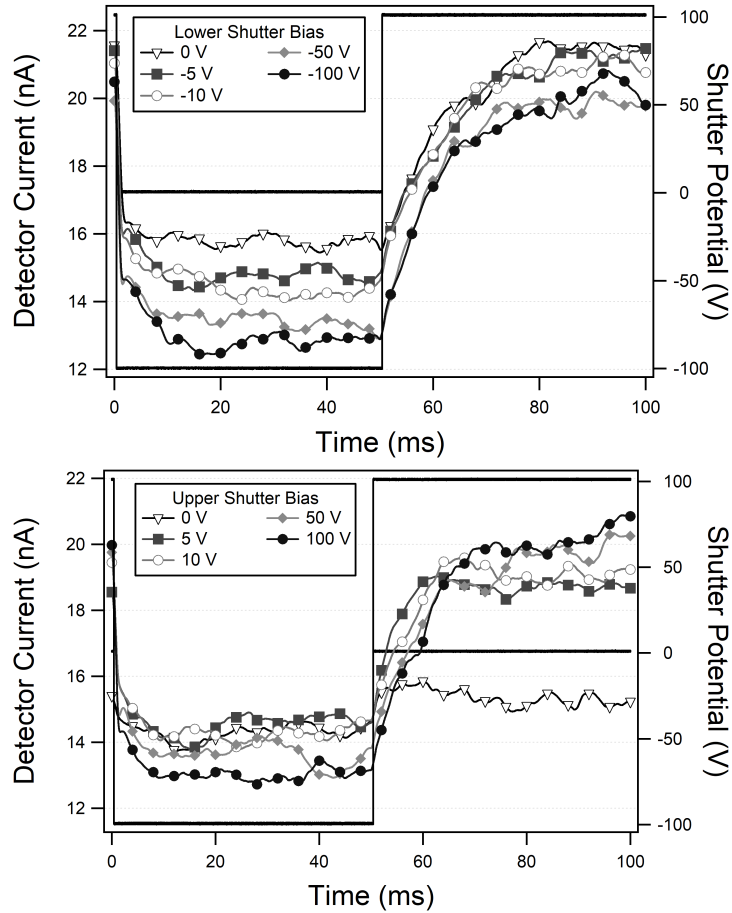 Lower Shutter Bias
0 V
-50 V
-5 V
-100 V
-10 V
22
20
18
16
14
12
Detector Current (nA)
100
50
0
-50
-100
Shutter Potential (V)
0
20
40
60
80
100
Time (ms)
Upper Shutter Bias
0 V
50 V
5 V
100 V
10 V
22
20
18
16
14
12
Detector Current (nA)
100
50
0
-50
-100
Shutter Potential (V)
0
20
40
60
80
100
Time (ms)